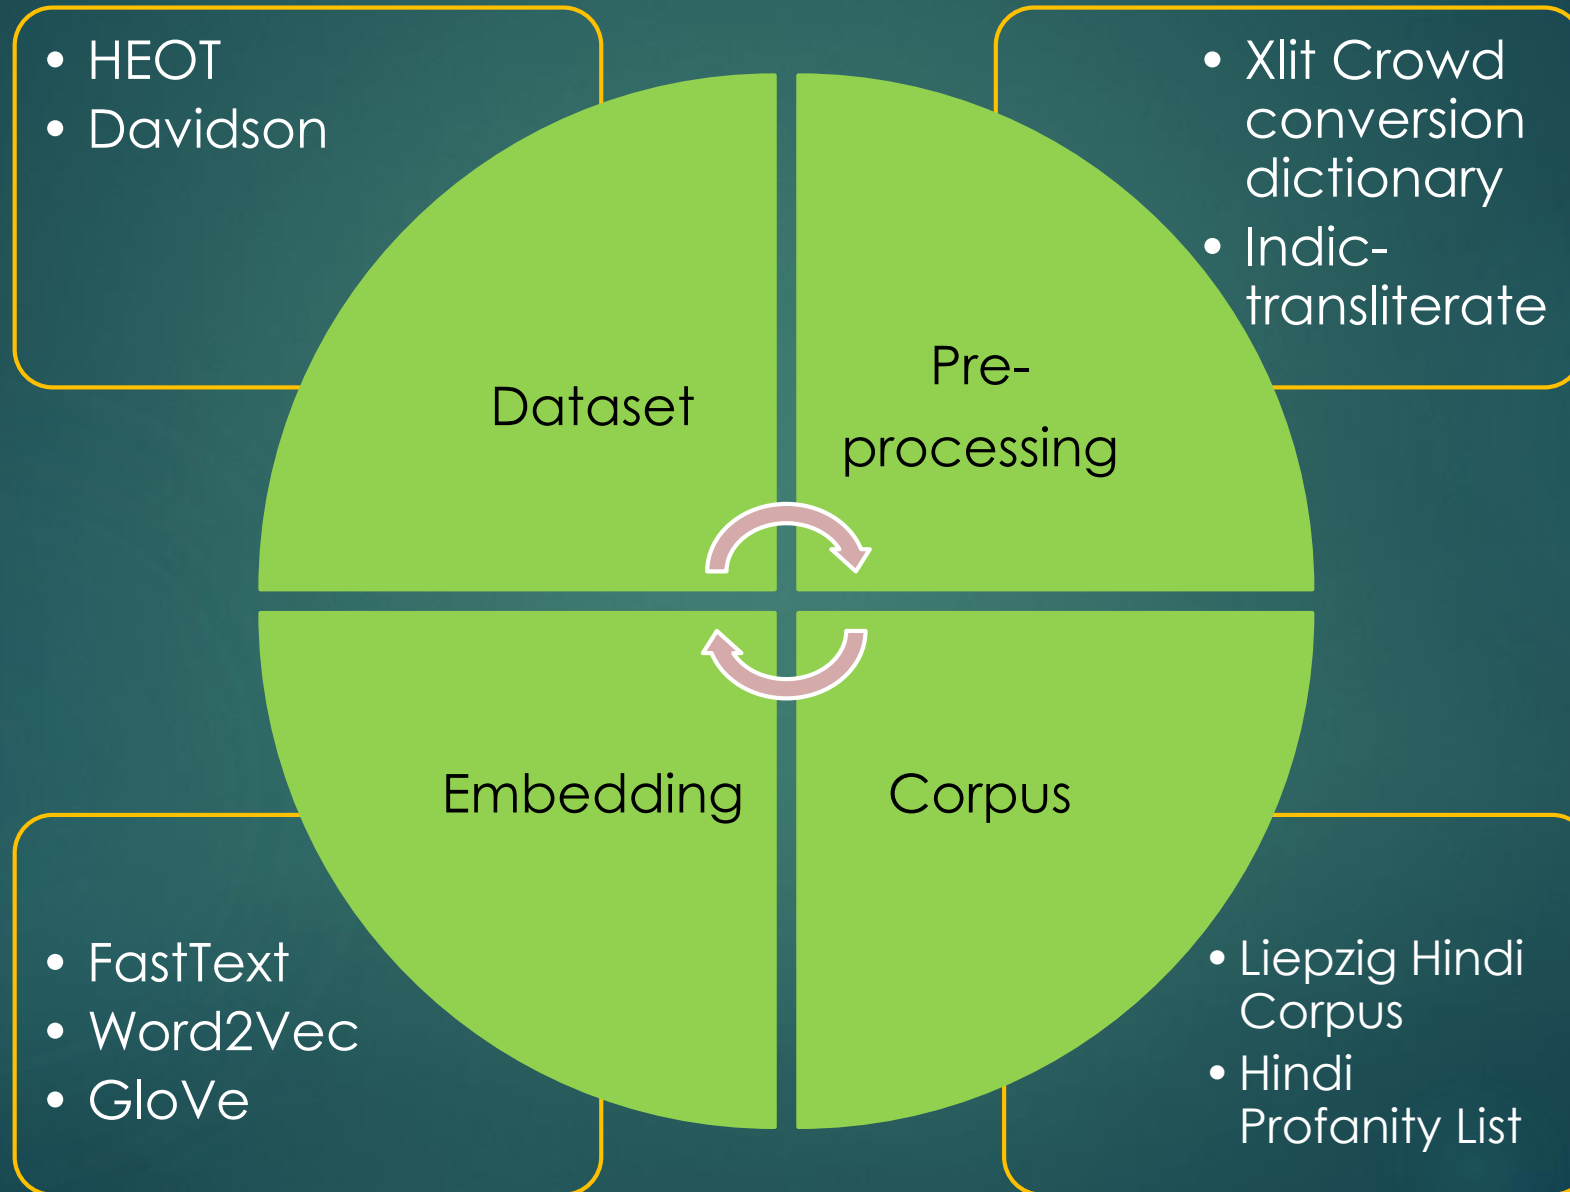 • HEOT
• Davidson
• Xlit Crowd
conversion
dictionary
• Indic-
transliterate
Dataset
Pre-
processing
Embedding
Corpus
• FastText
• Word2Vec
• GloVe
• Liepzig Hindi
Corpus
• Hindi
Profanity List